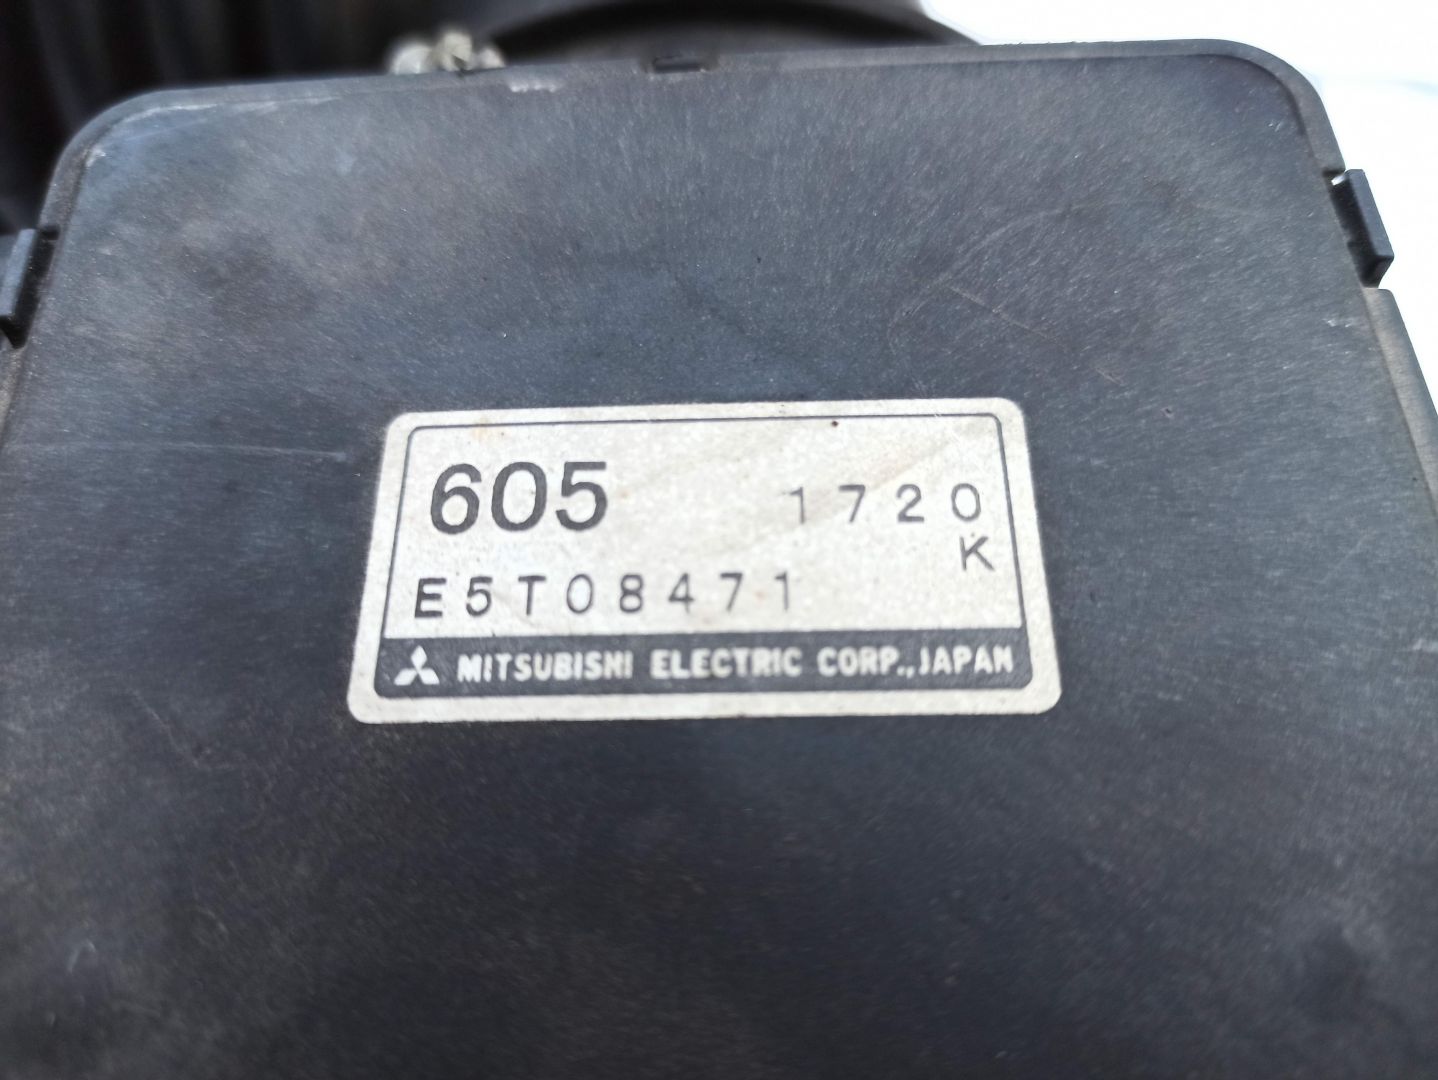 605 1720
K
E5T08471
MITSUBISHI ELECTRIC CORP., JAPAN